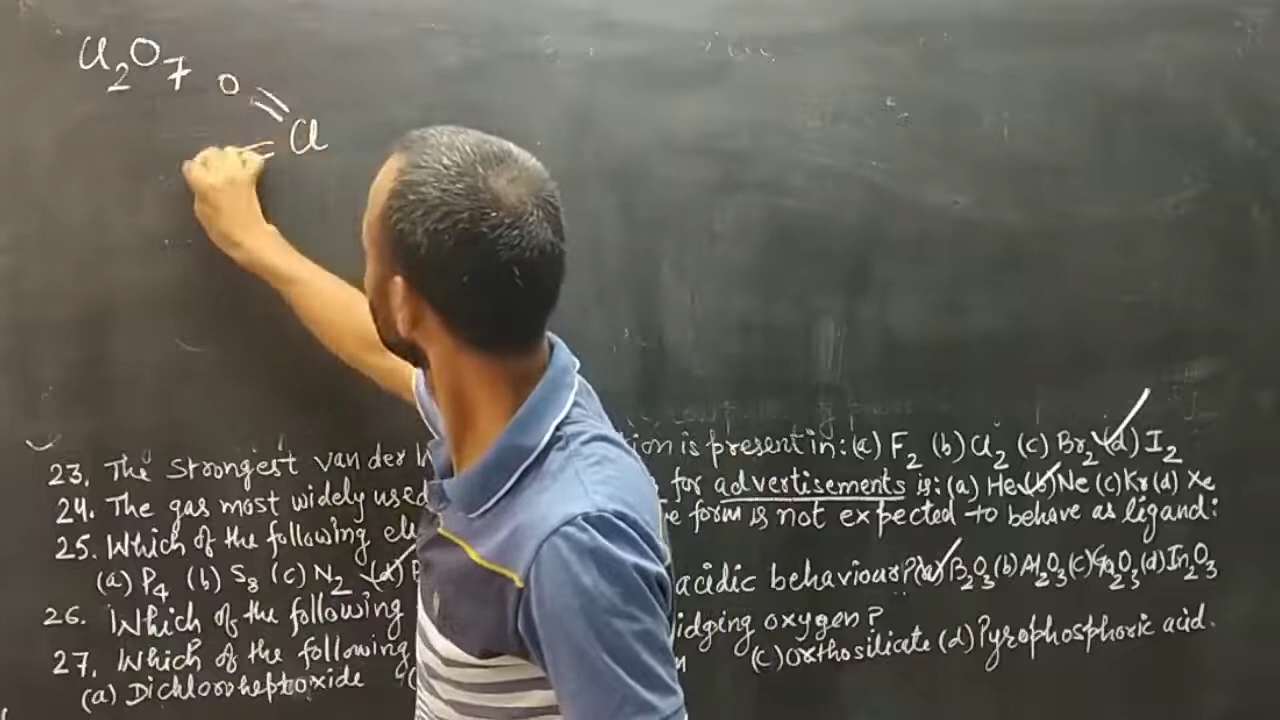 Cl₂O₇
O
Cl
23. The strongest van der ion is present in: (a) F₂ (b) Cl₂ (c) Br₂ (d) I₂
24. The gas most widely used for advertisements is: (a) He (b) Ne (c) Kr (d) Xe
25. Which of the following ele form is not expected to behave as ligand:
(a) P₄ (b) S₈ (c) N₂ (d)
26. Which of the following acidic behaviour? (a) B₂O₃ (b) Al₂O₃ (c) Ga₂O₃ (d) In₂O₃
27. Which of the following idging oxygen?
(a) Dichloroheptoxide (c) Orthosilicate (d) Pyrophosphoric acid.